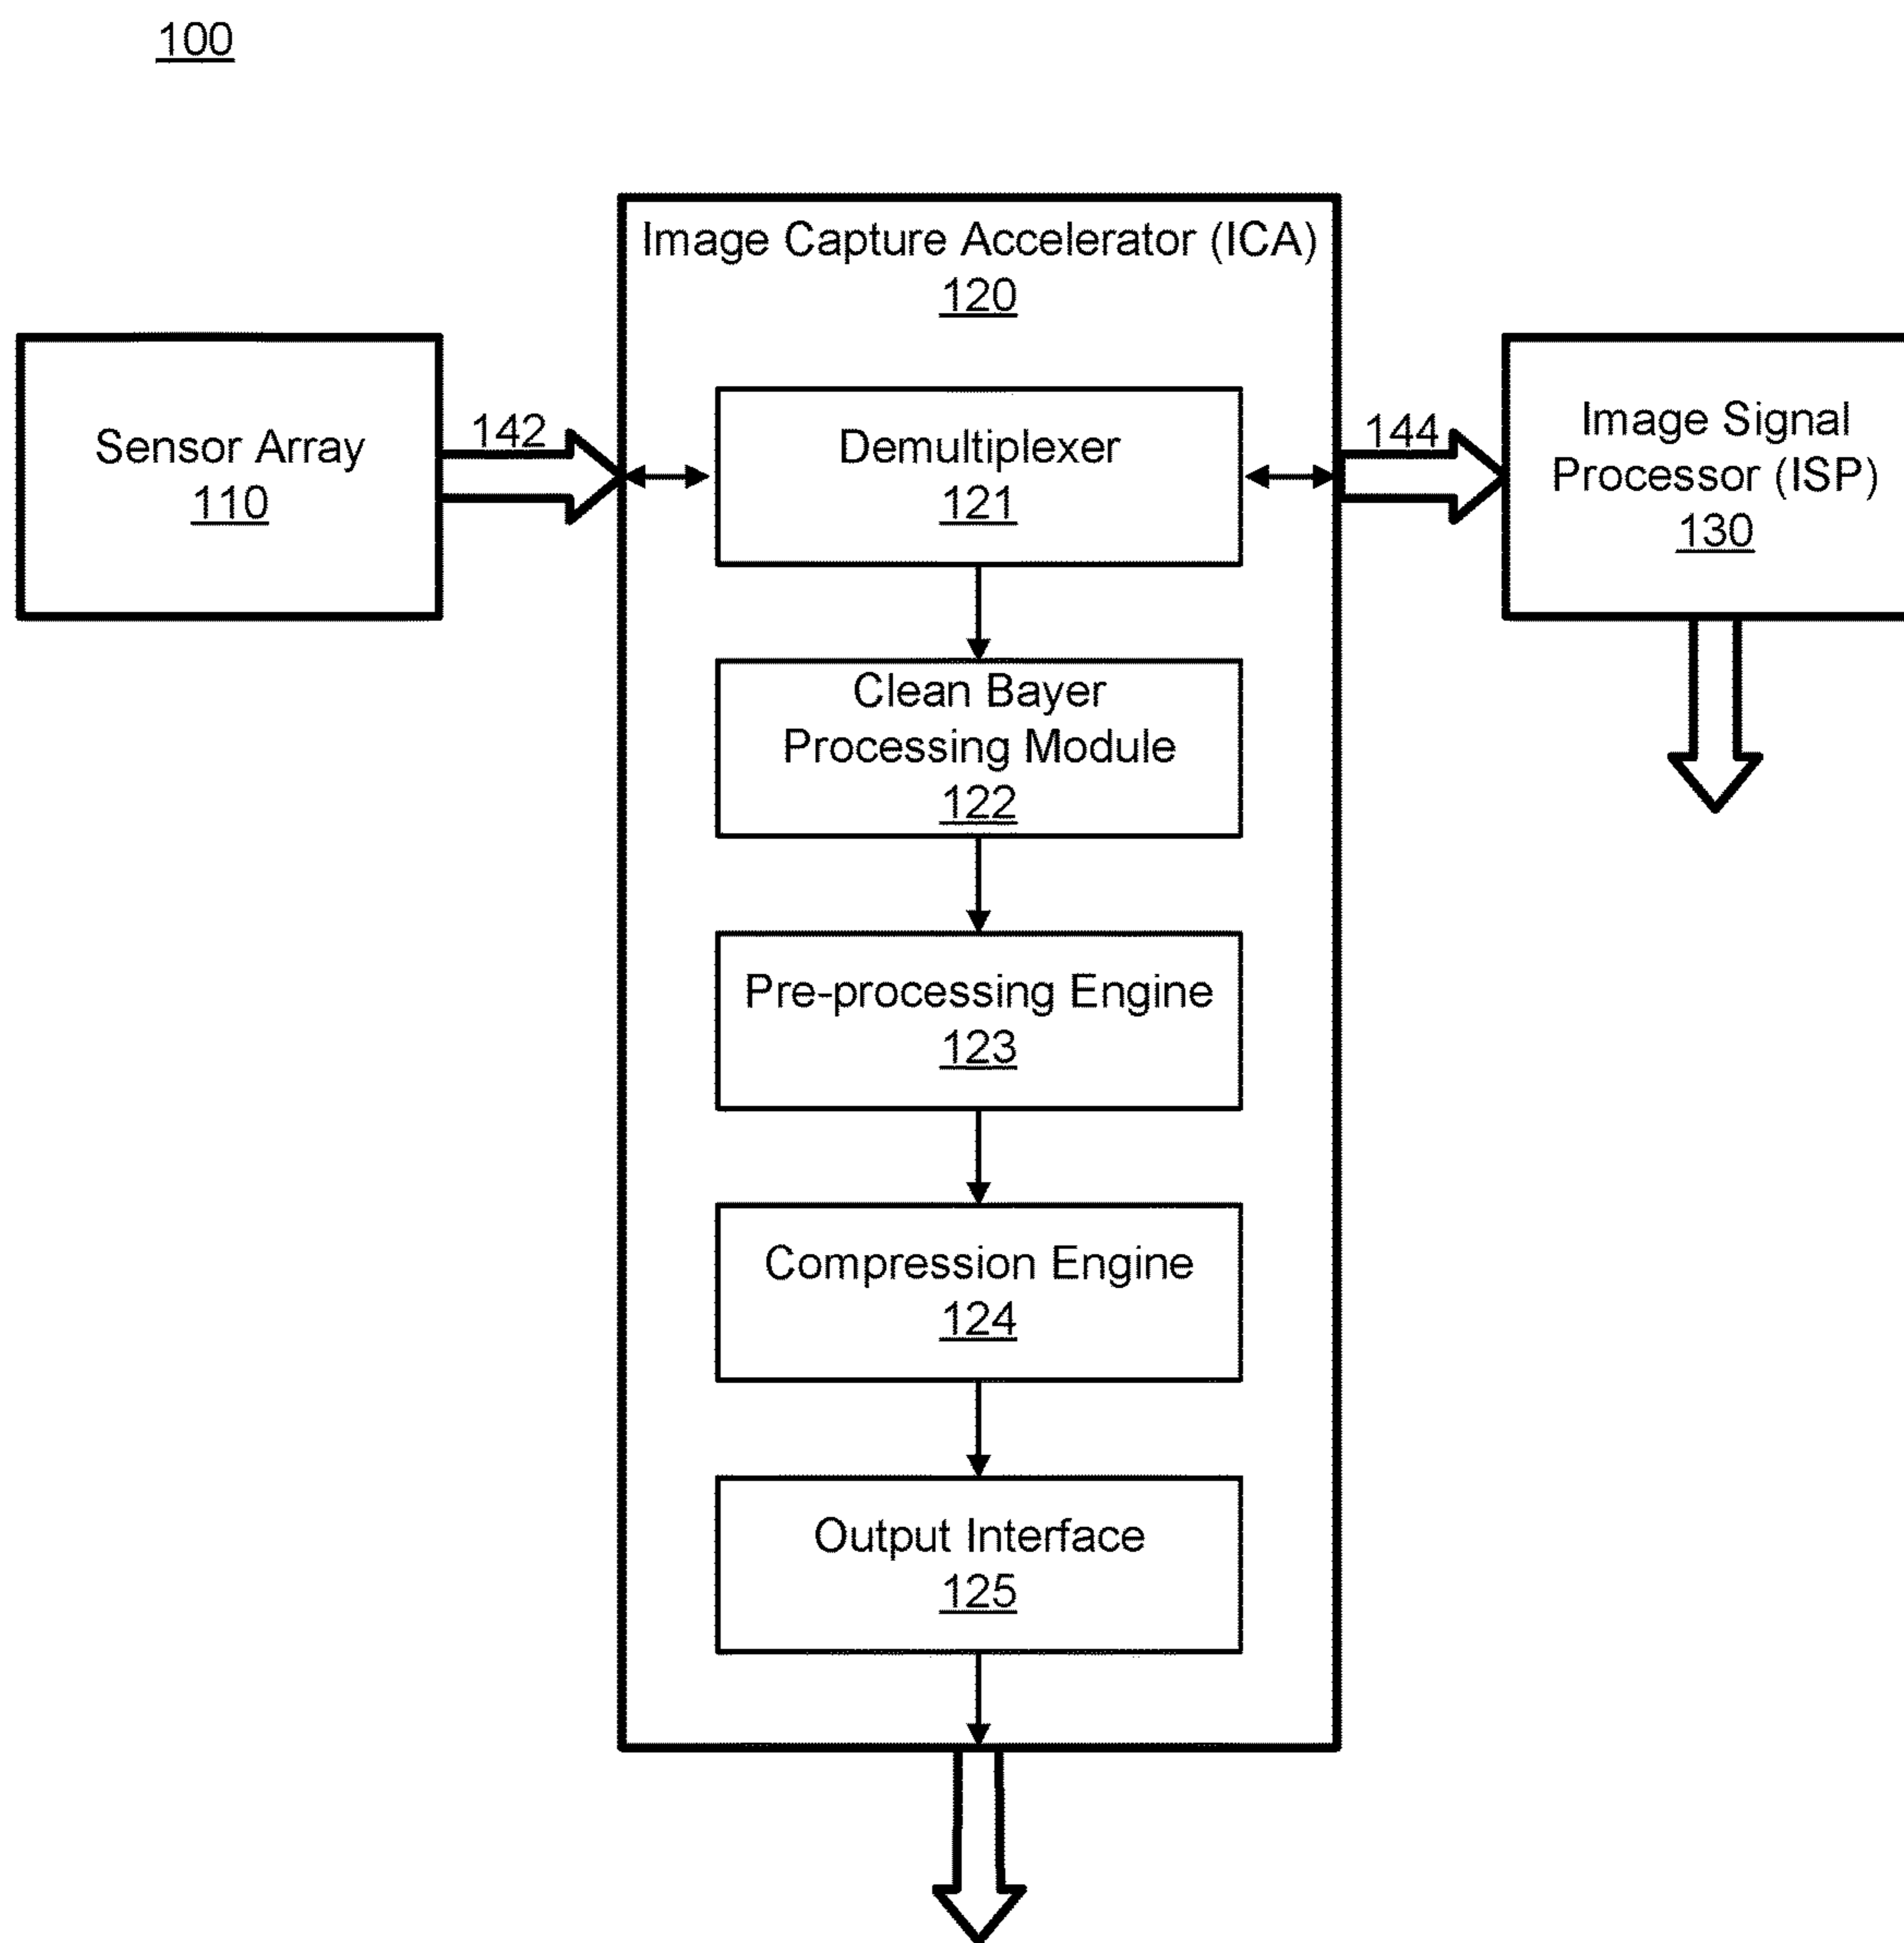 100
Image Capture Accelerator (ICA)
120
Sensor Array
110
142
Demultiplexer
121
144
Image Signal
Processor (ISP)
130
Clean Bayer
Processing Module
122
Pre-processing Engine
123
Compression Engine
124
Output Interface
125